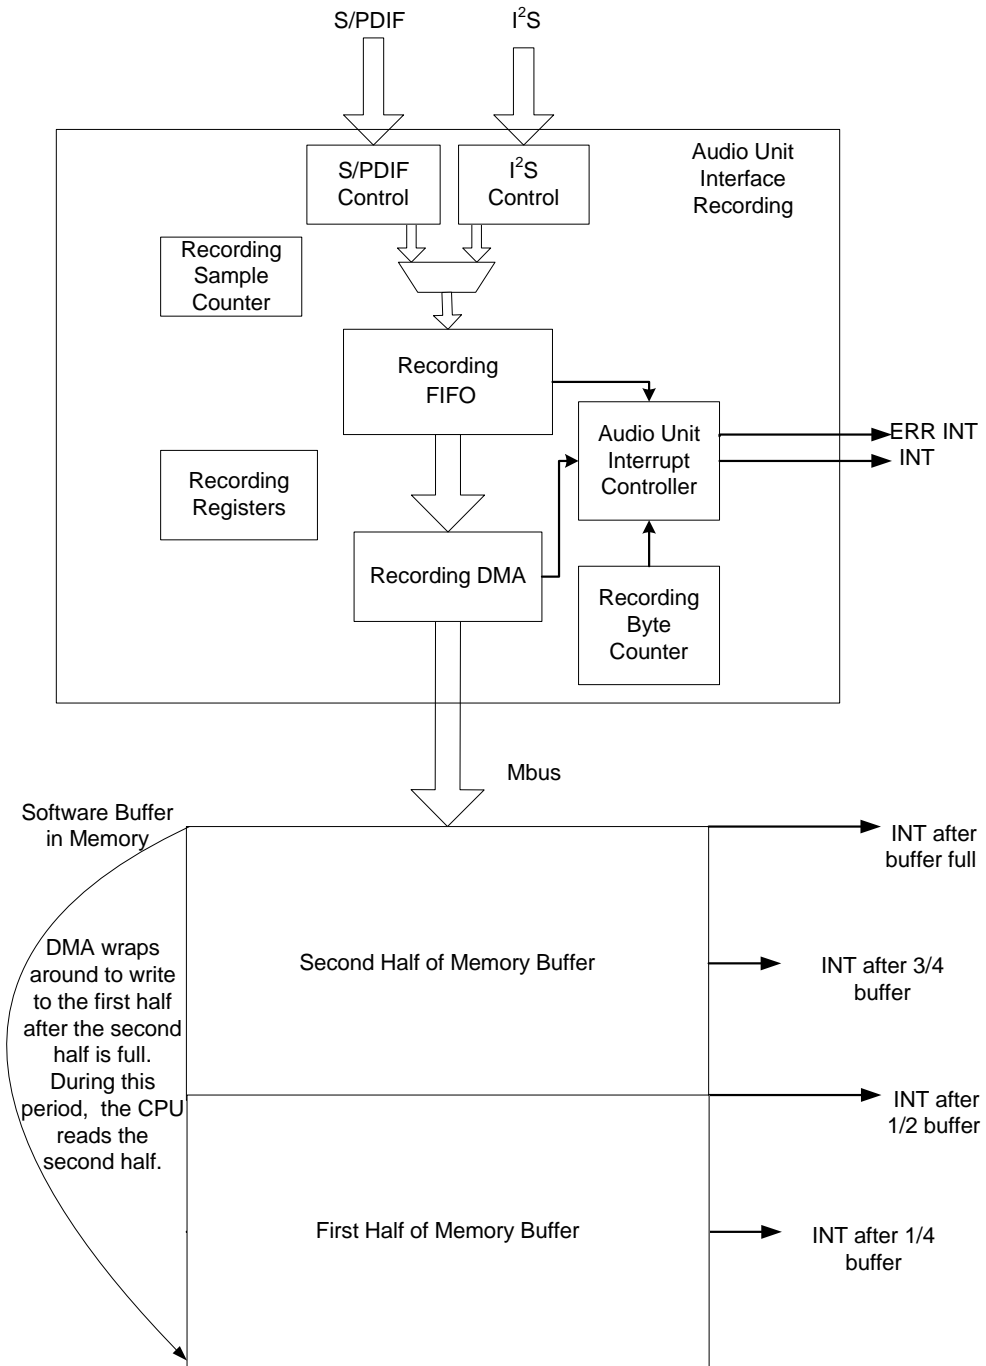 S/PDIF
I²S
S/PDIF
Control
I²S
Control
Audio Unit
Interface
Recording
Recording
Sample
Counter
Recording
FIFO
Audio Unit
Interrupt
Controller
ERR INT
INT
Recording
Registers
Recording DMA
Recording
Byte
Counter
Mbus
Software Buffer
in Memory
INT after
buffer full
DMA wraps
around to write
to the first half
after the second
half is full.
During this
period, the CPU
reads the
second half.
Second Half of Memory Buffer
INT after 3/4
buffer
INT after
1/2 buffer
First Half of Memory Buffer
INT after 1/4
buffer